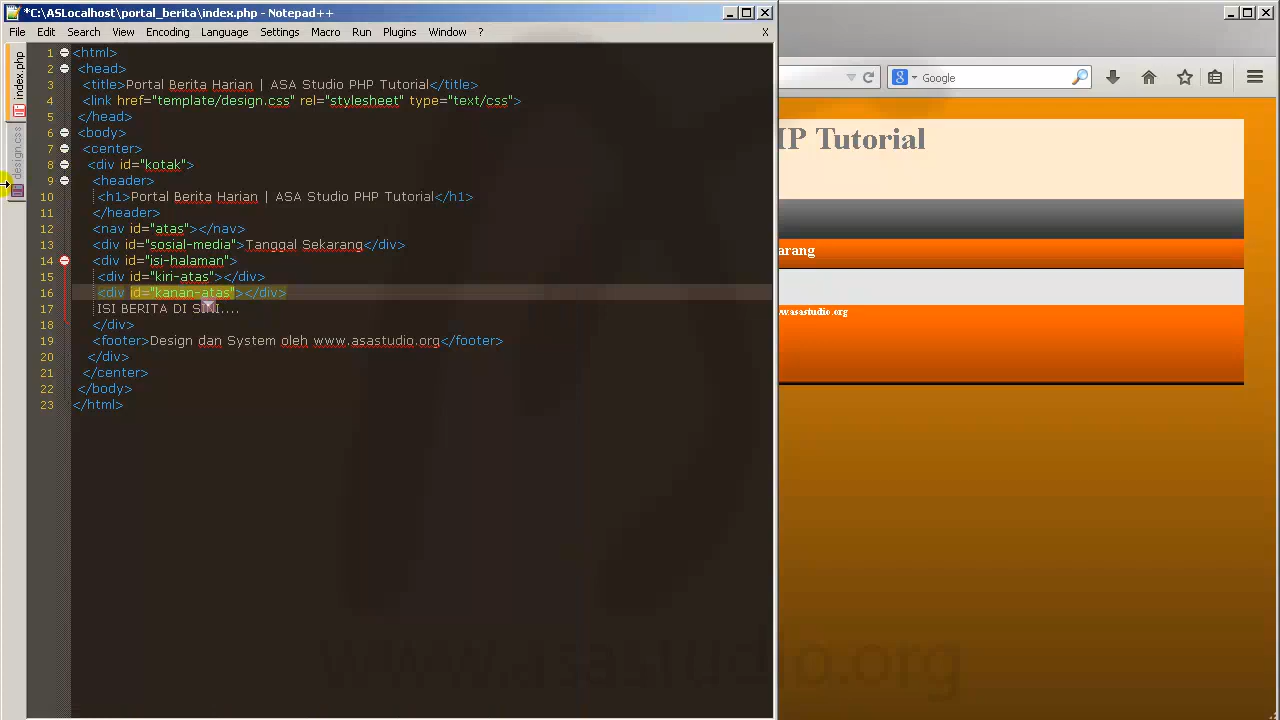 *C:\ASLocalhost\portal_berita\index.php - Notepad++
File Edit Search View Encoding Language Settings Macro Run Plugins Window ? X
index.php
design.css
1 <html>
2 <head>
3 <title>Portal Berita Harian | ASA Studio PHP Tutorial</title>
4 <link href="template/design.css" rel="stylesheet" type="text/css">
5 </head>
6 <body>
7 <center>
8 <div id="kotak">
9 <header>
10 <h1>Portal Berita Harian | ASA Studio PHP Tutorial</h1>
11 </header>
12 <nav id="atas"></nav>
13 <div id="sosial-media">Tanggal Sekarang</div>
14 <div id="isi-halaman">
15 <div id="kiri-atas"></div>
16 <div id="kanan-atas"></div>
17 ISI BERITA DI SINI....
18 </div>
19 <footer>Design dan System oleh www.asastudio.org</footer>
20 </div>
21 </center>
22 </body>
23 </html>
Google
HP Tutorial
arang
www.asastudio.org
www.asastudio.org